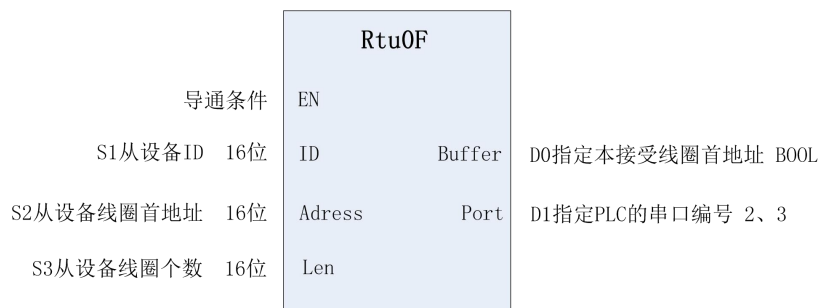 Rtu0F
导通条件 EN
S1从设备ID 16位 ID Buffer D0指定本接受线圈首地址 BOOL
S2从设备线圈首地址 16位 Adress Port D1指定PLC的串口编号 2、3
S3从设备线圈个数 16位 Len